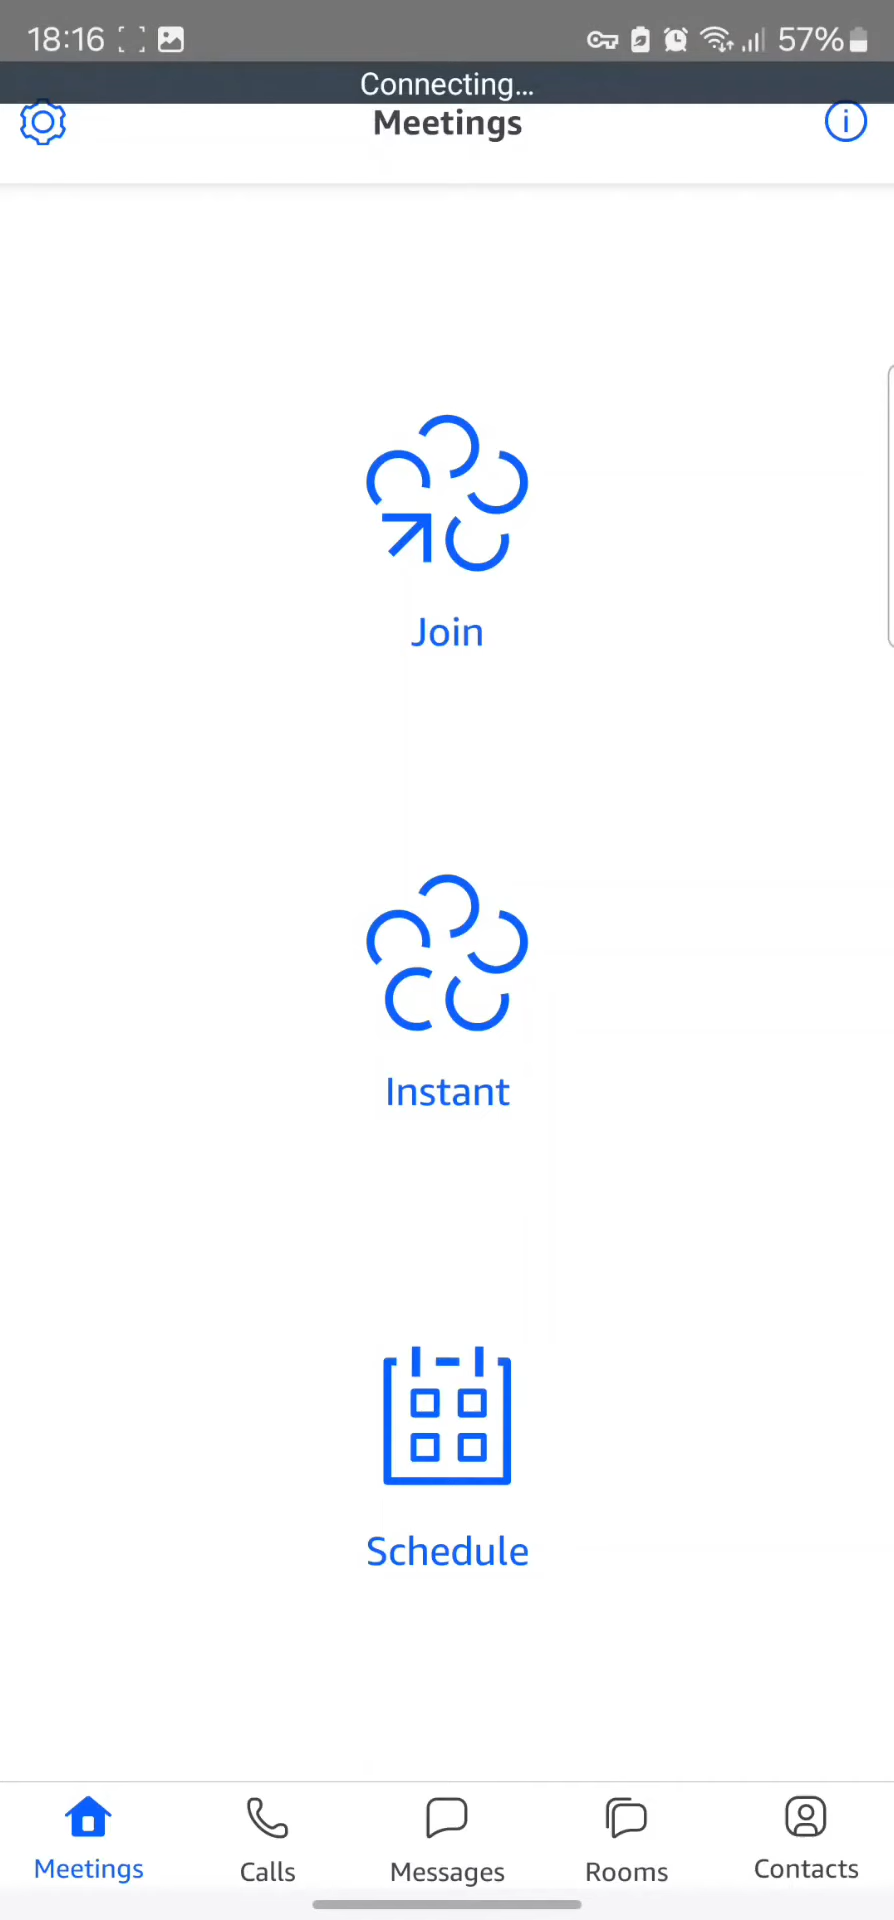 18:16 57%
Connecting...
Meetings
Join
Instant
Schedule
Meetings Calls Messages Rooms Contacts